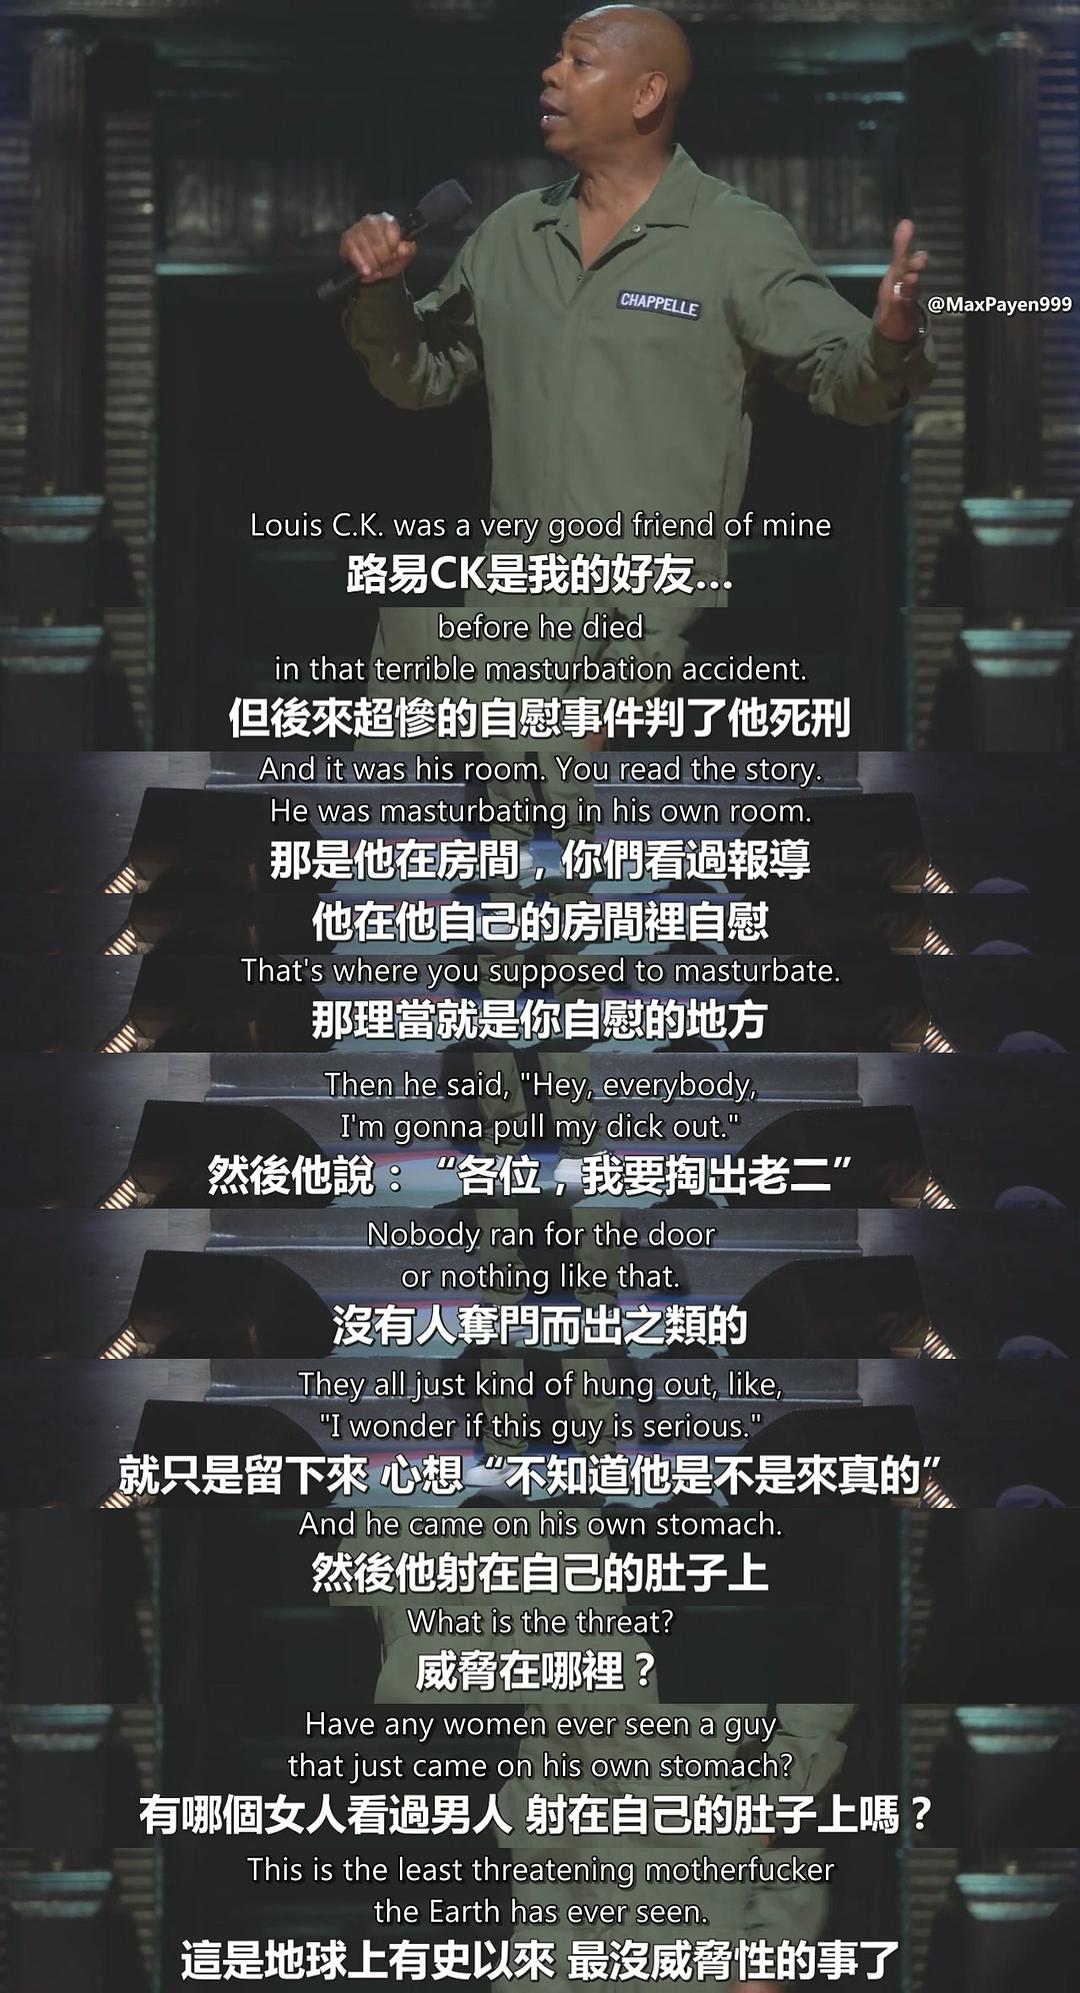 CHAPPELLE
@MaxPayen999
Louis C.K. was a very good friend of mine
路易CK是我的好友...
before he died
in that terrible masturbation accident.
但後來超慘的自慰事件判了他死刑
And it was his room. You read the story.
He was masturbating in his own room.
那是他在房間，你們看過報導
他在他自己的房間裡自慰
That's where you supposed to masturbate.
那理當就是你自慰的地方
Then he said, "Hey, everybody,
I'm gonna pull my dick out."
然後他說：“各位，我要掏出老二”
Nobody ran for the door
or nothing like that.
沒有人奪門而出之類的
They all just kind of hung out, like,
"I wonder if this guy is serious."
就只是留下來 心想“不知道他是不是來真的”
And he came on his own stomach.
然後他射在自己的肚子上
What is the threat?
威脅在哪裡？
Have any women ever seen a guy
that just came on his own stomach?
有哪個女人看過男人 射在自己的肚子上嗎？
This is the least threatening motherfucker
the Earth has ever seen.
這是地球上有史以來 最沒威脅性的事了